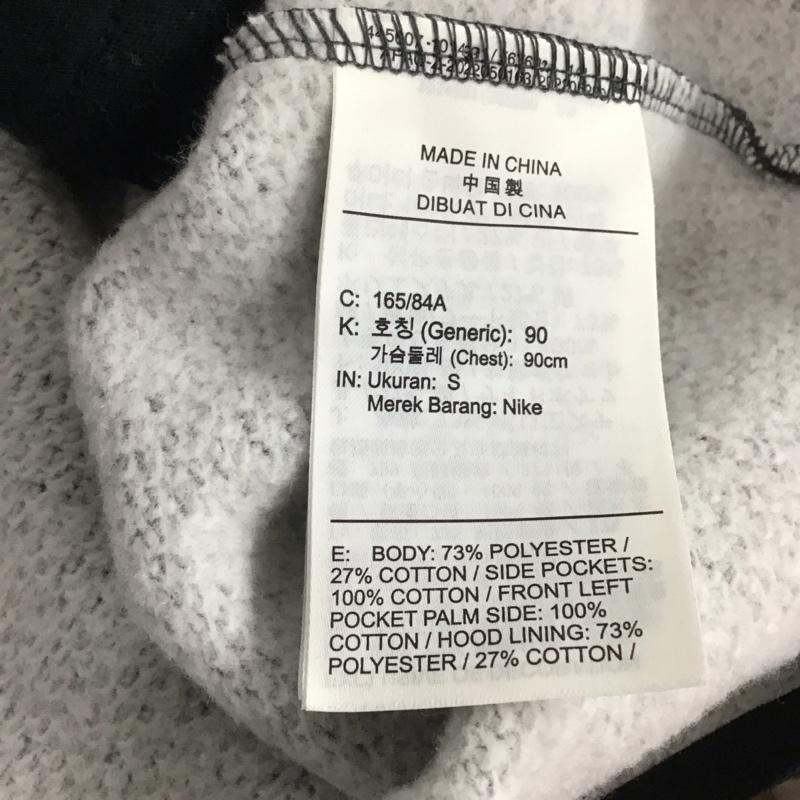 MADE IN CHINA
中国製
DIBUAT DI CINA
C: 165/84A
K: 호칭 (Generic): 90
가슴둘레 (Chest): 90cm
IN: Ukuran: S
Merek Barang: Nike
E: BODY: 73% POLYESTER /
27% COTTON / SIDE POCKETS:
100% COTTON / FRONT LEFT
POCKET PALM SIDE: 100%
COTTON / HOOD LINING: 73%
POLYESTER / 27% COTTON /